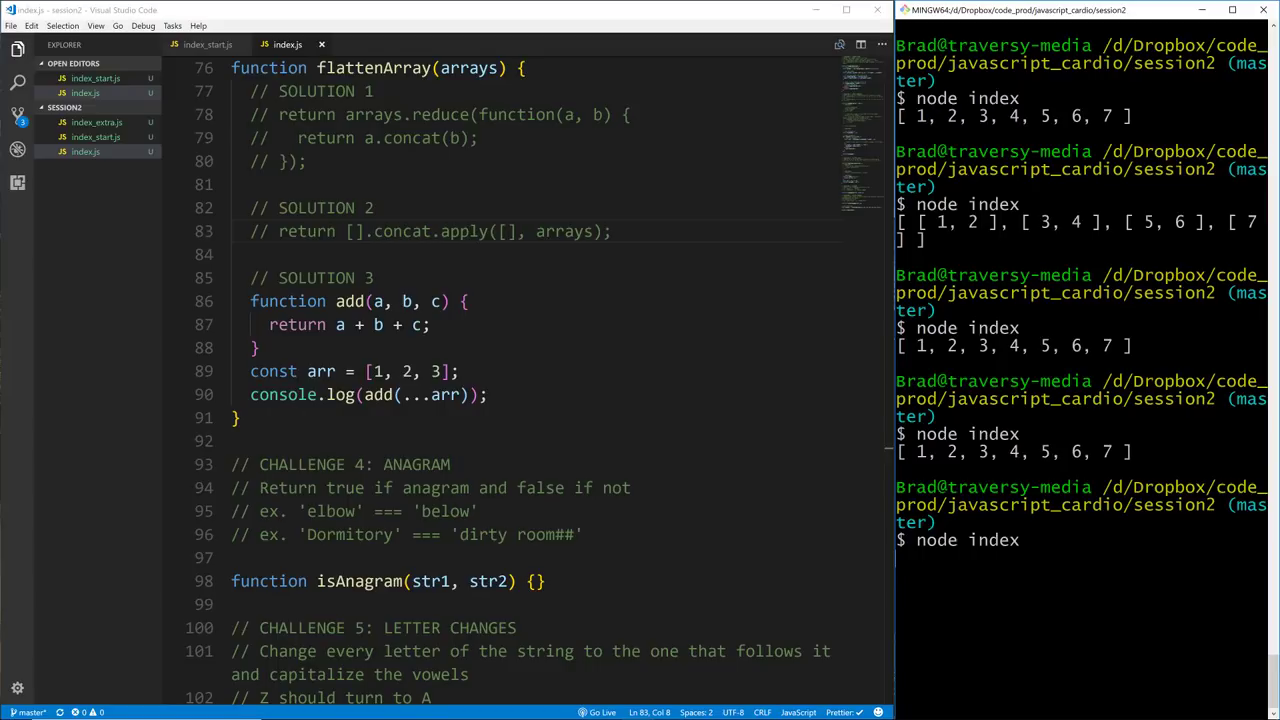 index.js - session2 - Visual Studio Code
File Edit Selection View Go Debug Tasks Help
EXPLORER
OPEN EDITORS
index_start.js U
index.js U
SESSION2
index_extra.js U
index_start.js U
index.js U
3
JS index_start.js JS index.js ×
76 function flattenArray(arrays) {
77 // SOLUTION 1
78 // return arrays.reduce(function(a, b) {
79 //   return a.concat(b);
80 // });
81
82 // SOLUTION 2
83 // return [].concat.apply([], arrays);
84
85 // SOLUTION 3
86 function add(a, b, c) {
87 return a + b + c;
88 }
89 const arr = [1, 2, 3];
90 console.log(add(...arr));
91 }
92
93 // CHALLENGE 4: ANAGRAM
94 // Return true if anagram and false if not
95 // ex. 'elbow' === 'below'
96 // ex. 'Dormitory' === 'dirty room##'
97
98 function isAnagram(str1, str2) {}
99
100 // CHALLENGE 5: LETTER CHANGES
101 // Change every letter of the string to the one that follows it
and capitalize the vowels
102 // Z should turn to A
master* 0 0 Go Live Ln 83, Col 8 Spaces: 2 UTF-8 CRLF JavaScript Prettier: ✓
MINGW64:/d/Dropbox/code_prod/javascript_cardio/session2
Brad@traversy-media /d/Dropbox/code_
prod/javascript_cardio/session2 (mas
ter)
$ node index
[ 1, 2, 3, 4, 5, 6, 7 ]
Brad@traversy-media /d/Dropbox/code_
prod/javascript_cardio/session2 (mas
ter)
$ node index
[ [ 1, 2 ], [ 3, 4 ], [ 5, 6 ], [ 7
] ]
Brad@traversy-media /d/Dropbox/code_
prod/javascript_cardio/session2 (mas
ter)
$ node index
[ 1, 2, 3, 4, 5, 6, 7 ]
Brad@traversy-media /d/Dropbox/code_
prod/javascript_cardio/session2 (mas
ter)
$ node index
[ 1, 2, 3, 4, 5, 6, 7 ]
Brad@traversy-media /d/Dropbox/code_
prod/javascript_cardio/session2 (mas
ter)
$ node index